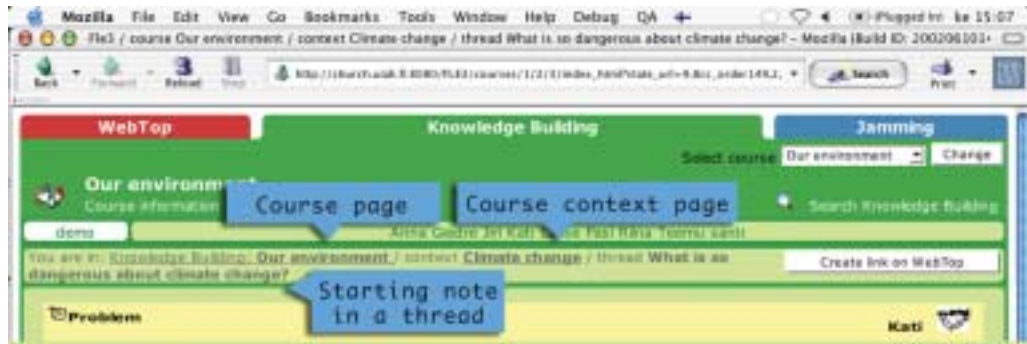 Mozilla File Edit View Go Bookmarks Tools Window Help Debug QA ke 15:07
Fle3 / course Our environment / context Climate change / thread What is so dangerous about climate change? - Mozilla {Build ID: 200206103
Back Forward Reload Stop Search Print
WebTop Knowledge Building Jamming
Select course Our environment Change
Our environment
Course information Course page Course context page Search Knowledge Building
demo
You are in: Knowledge Building: Our environment / context Climate change / thread What is so Create link on WebTop
dangerous about climate change?
Starting note
in a thread
Problem Kati